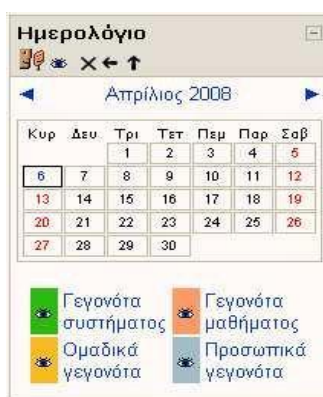 Ημερολόγιο
Απρίλιος 2008
Κυρ Δευ Τρι Τετ Πεμ Παρ Σαβ
1 2 3 4 5
6 7 8 9 10 11 12
13 14 15 16 17 18 19
20 21 22 23 24 25 26
27 28 29 30
Γεγονότα Γεγονότα
συστήματος μαθήματος
Ομαδικά Προσωπικά
γεγονότα γεγονότα